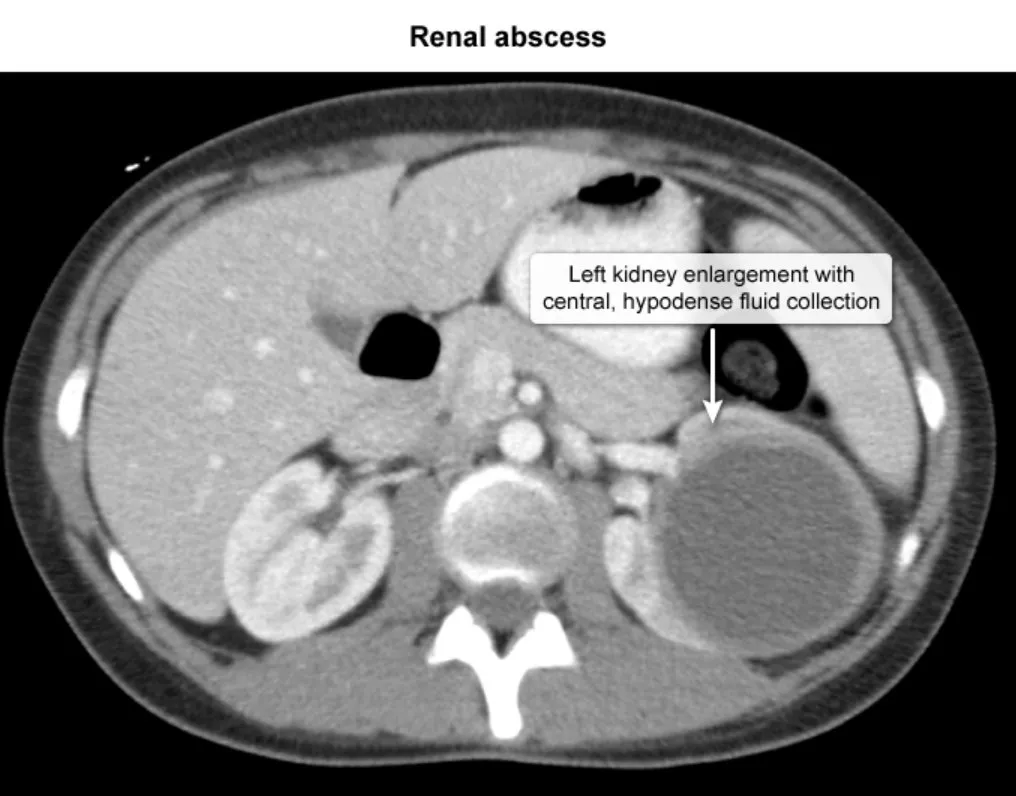 Renal abscess
Left kidney enlargement with
central, hypodense fluid collection